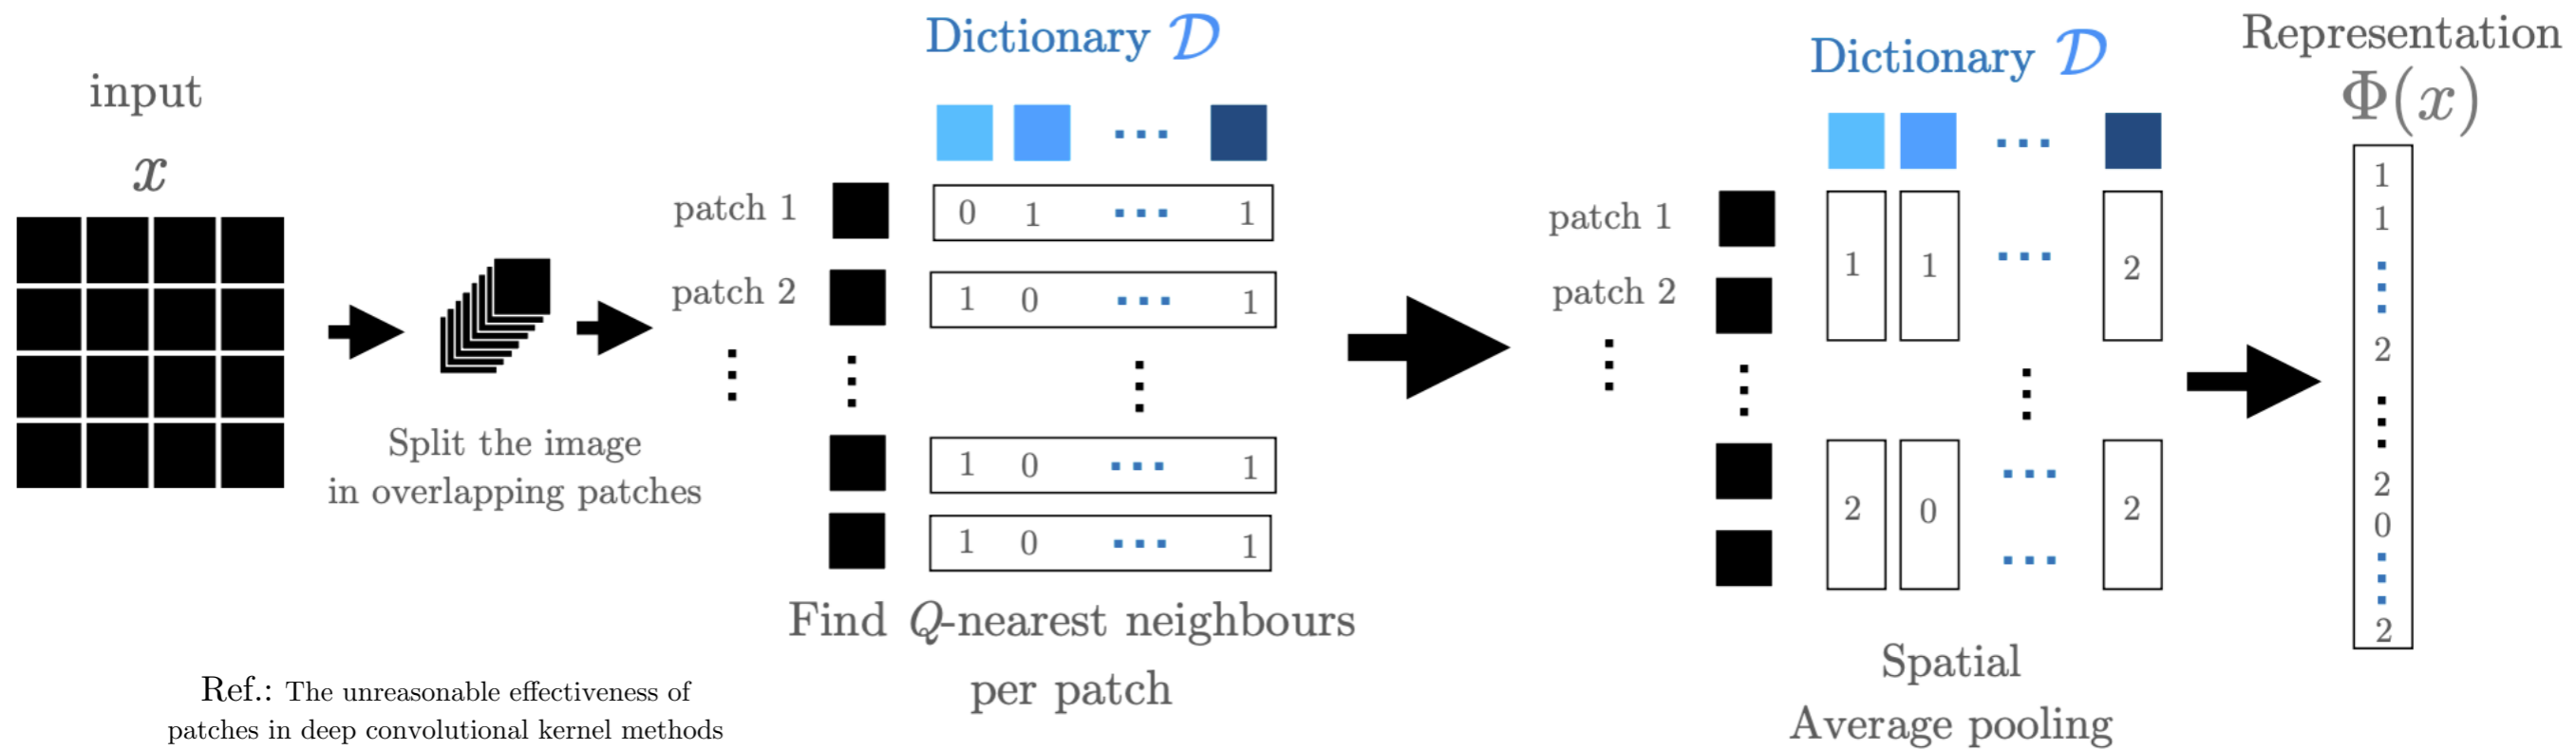 input
x
Split the image
in overlapping patches
Ref.: The unreasonable effectiveness of
patches in deep convolutional kernel methods
Dictionary 𝒟
patch 1
0 1 ··· 1
patch 2
1 0 ··· 1
⋮ ⋮ ⋮
1 0 ··· 1
1 0 ··· 1
Find Q-nearest neighbours
per patch
Dictionary 𝒟
patch 1
patch 2
1 1 ··· 2
⋮ ⋮ ⋮
2 0 ··· 2
Spatial
Average pooling
Representation
Φ(x)
1
1
⋮
2
⋮
2
0
⋮
2